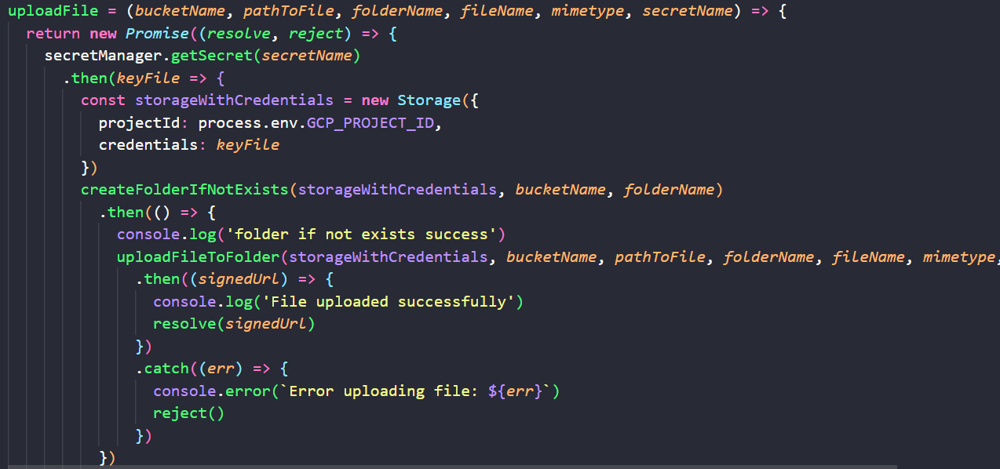 uploadFile = (bucketName, pathToFile, folderName, fileName, mimetype, secretName) => {
return new Promise((resolve, reject) => {
secretManager.getSecret(secretName)
.then(keyFile => {
const storageWithCredentials = new Storage({
projectId: process.env.GCP_PROJECT_ID,
credentials: keyFile
})
createFolderIfNotExists(storageWithCredentials, bucketName, folderName)
.then(() => {
console.log('folder if not exists success')
uploadFileToFolder(storageWithCredentials, bucketName, pathToFile, folderName, fileName, mimetype,
.then((signedUrl) => {
console.log('File uploaded successfully')
resolve(signedUrl)
})
.catch((err) => {
console.error(`Error uploading file: ${err}`)
reject()
})
})